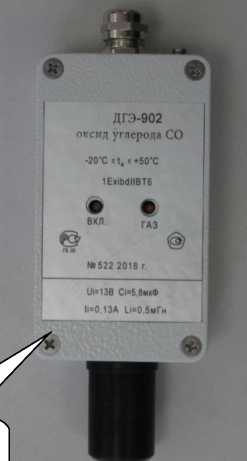 ДГЭ-902
оксид углерода СО
-20°С ≤ tₐ ≤ +50°С
1ExibdIIBT6
ВКЛ. ГАЗ
№ 522 2018 г.
Ui=13В Ci=5,8мкФ
Ii=0,13А Li=0,5мГн